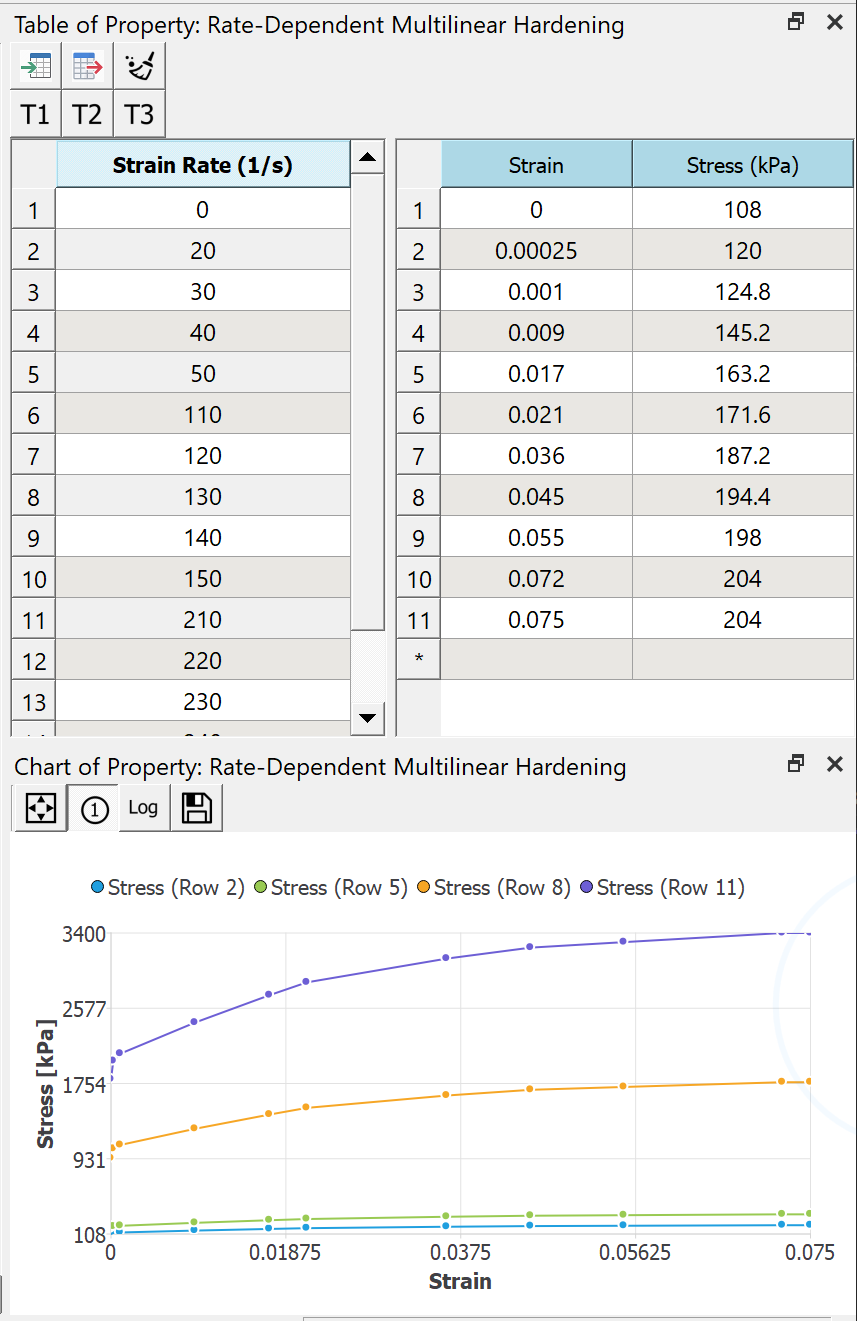 Table of Property: Rate-Dependent Multilinear Hardening
T1 T2 T3
Strain Rate (1/s)
1 0
2 20
3 30
4 40
5 50
6 110
7 120
8 130
9 140
10 150
11 210
12 220
13 230
Strain Stress (kPa)
1 0 108
2 0.00025 120
3 0.001 124.8
4 0.009 145.2
5 0.017 163.2
6 0.021 171.6
7 0.036 187.2
8 0.045 194.4
9 0.055 198
10 0.072 204
11 0.075 204
*
Chart of Property: Rate-Dependent Multilinear Hardening
1 Log
Stress (Row 2) Stress (Row 5) Stress (Row 8) Stress (Row 11)
3400
2577
1754
931
108
Stress [kPa]
0 0.01875 0.0375 0.05625 0.075
Strain